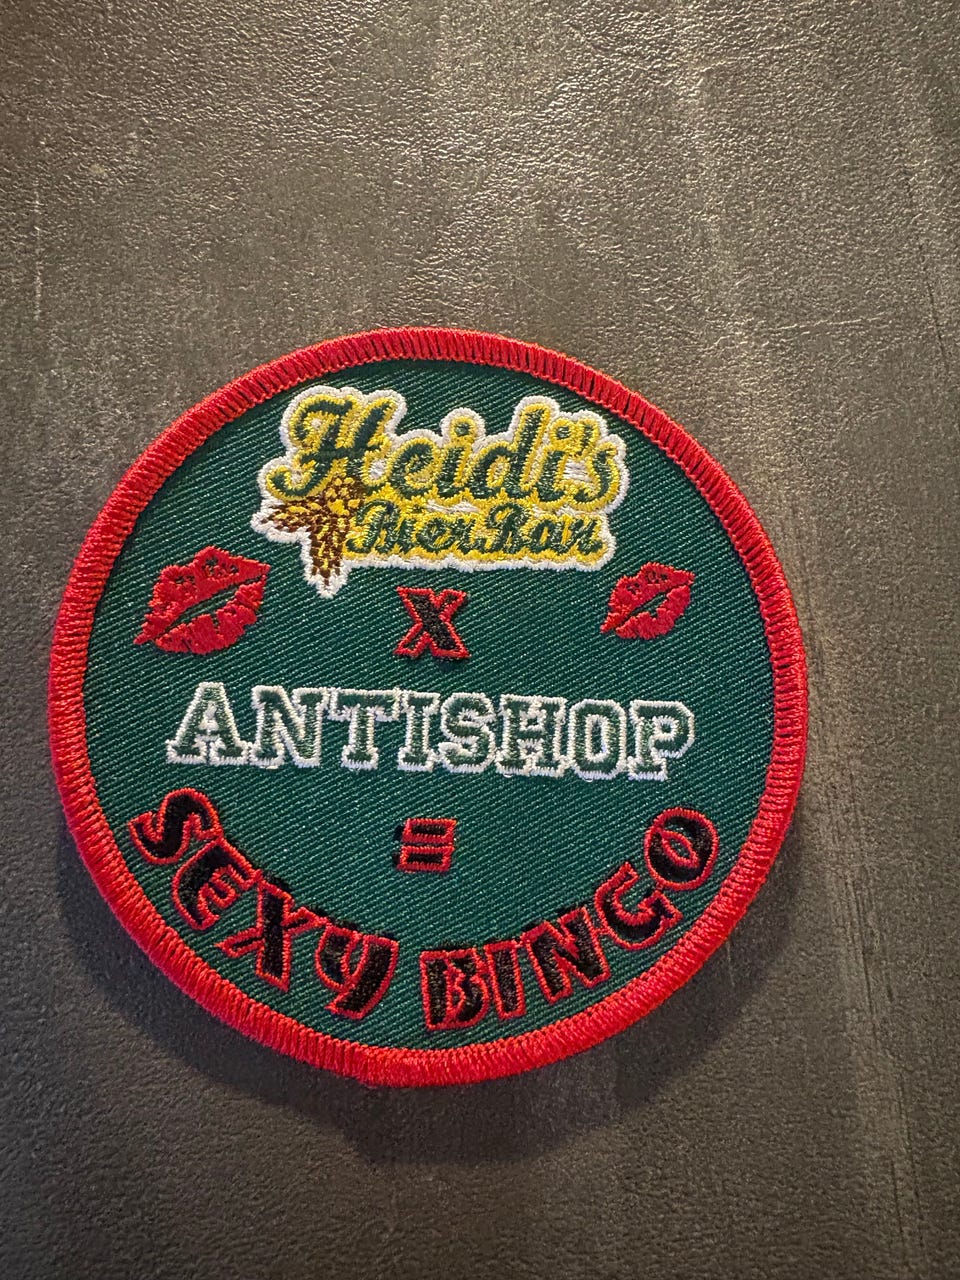 Heidi's
Bier Bar
X
ANTISHOP
=
SEXY BINGO